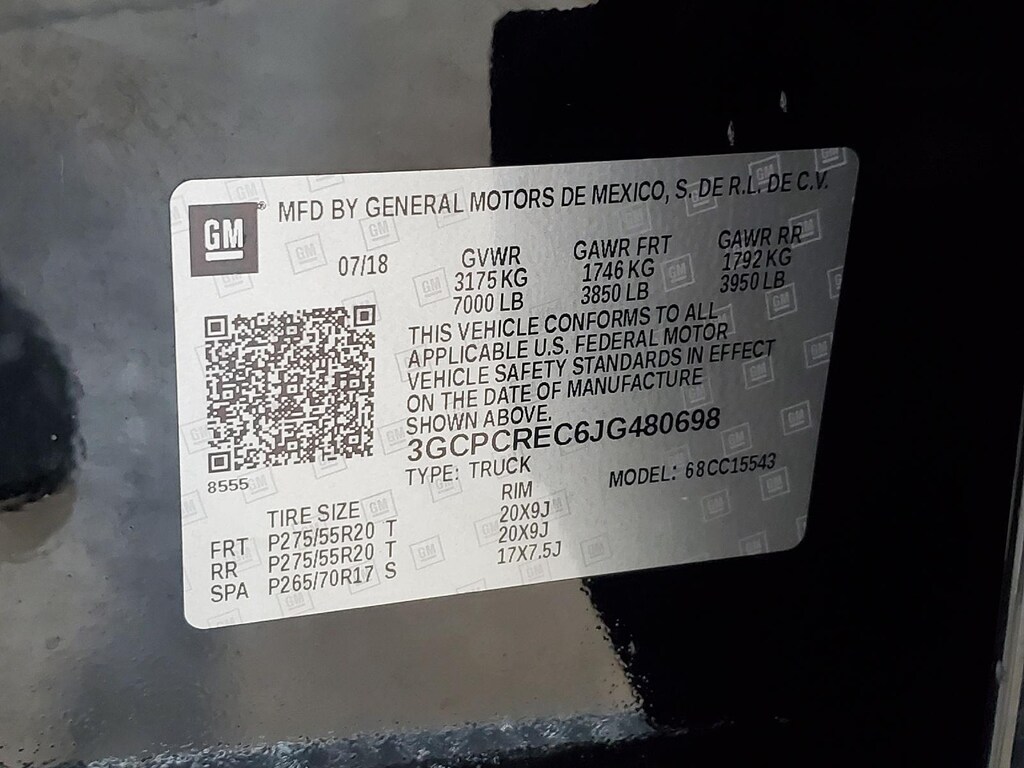 GM
MFD BY GENERAL MOTORS DE MEXICO, S. DE R.L. DE C.V.
07/18
GVWR GAWR FRT GAWR RR
3175 KG 1746 KG 1792 KG
7000 LB 3850 LB 3950 LB
THIS VEHICLE CONFORMS TO ALL
APPLICABLE U.S. FEDERAL MOTOR
VEHICLE SAFETY STANDARDS IN EFFECT
ON THE DATE OF MANUFACTURE
SHOWN ABOVE.
3GCPCREC6JG480698
8555
TYPE: TRUCK MODEL: 68CC15543
TIRE SIZE RIM
FRT P275/55R20 T 20X9J
RR P275/55R20 T 20X9J
SPA P265/70R17 S 17X7.5J